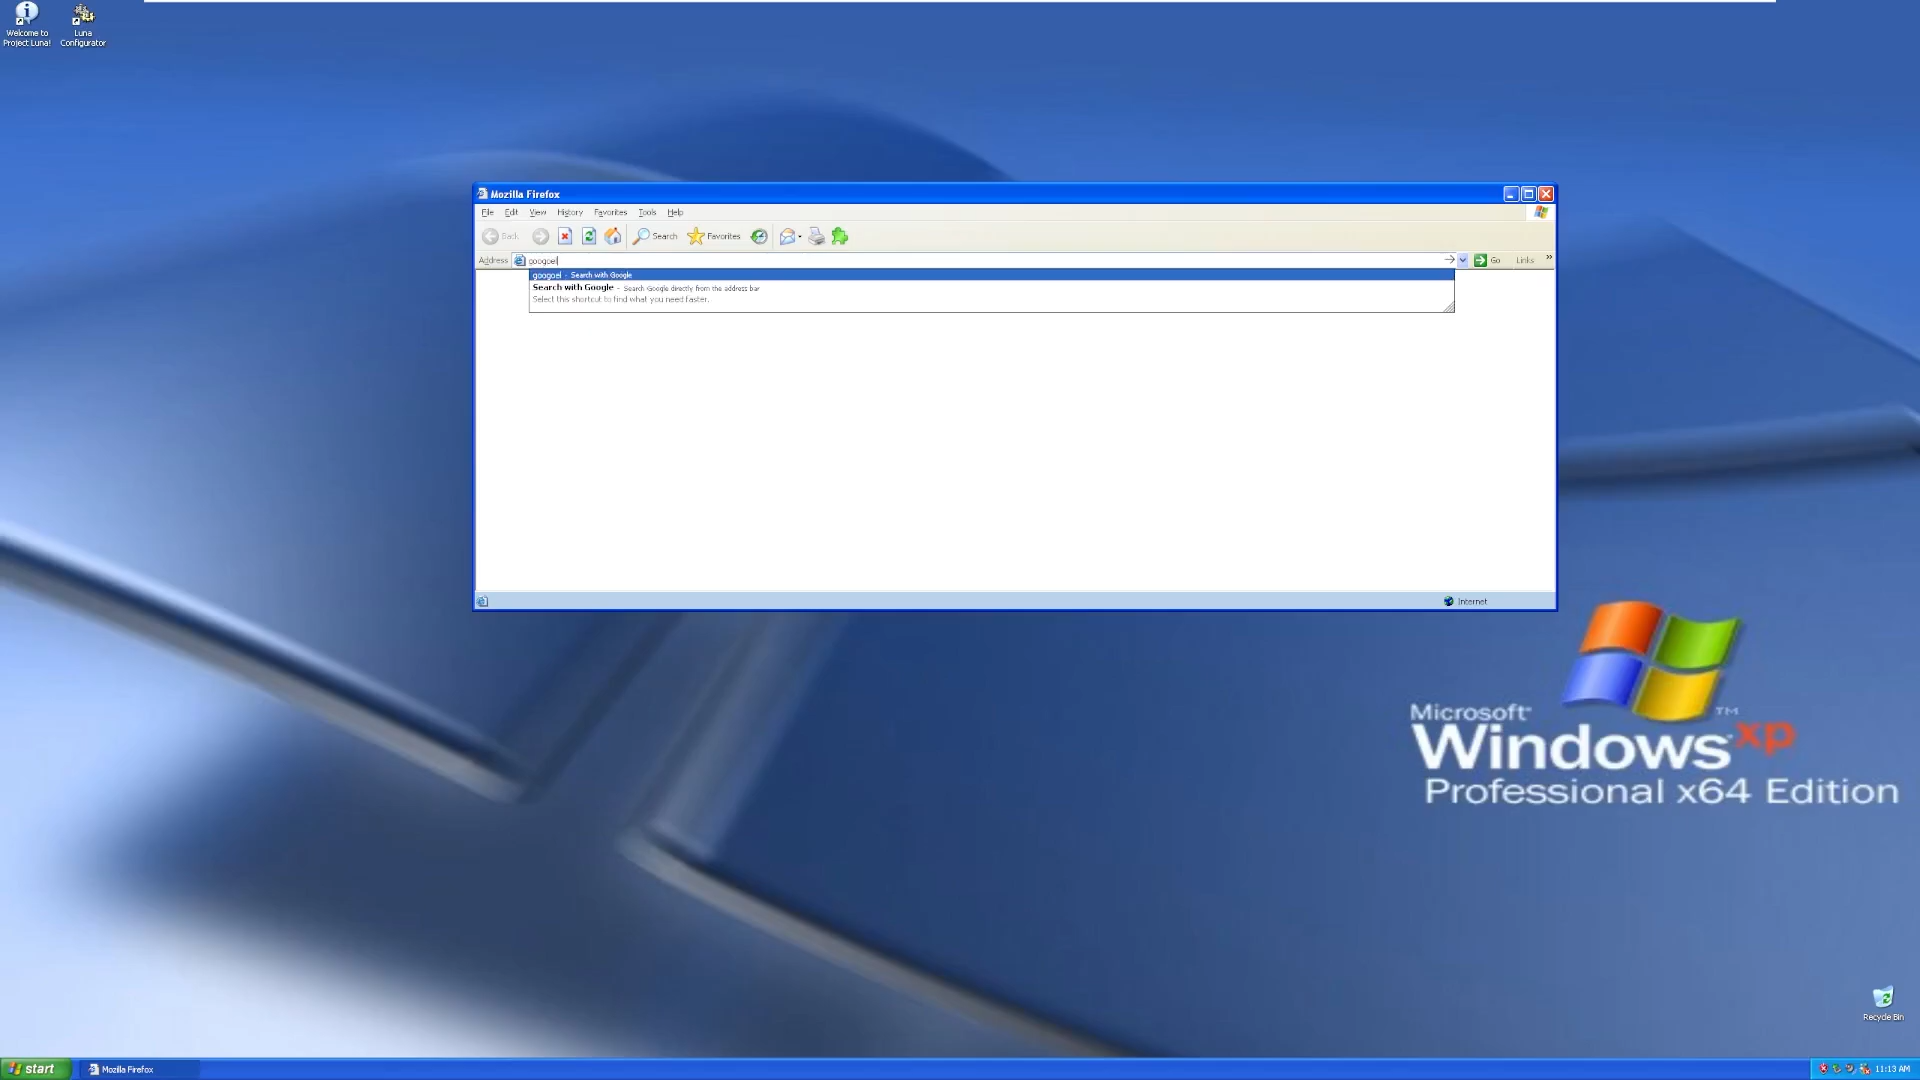 Welcome to
Project Luna!
Luna
Configurator
Mozilla Firefox
File Edit View History Favorites Tools Help
Back Search Favorites
Address googoel Go Links »
googoel - Search with Google
Search with Google - Search Google directly from the address bar
Select this shortcut to find what you need faster.
Internet
Microsoft
Windows xp ™
Professional x64 Edition
Recycle Bin
start Mozilla Firefox 11:13 AM